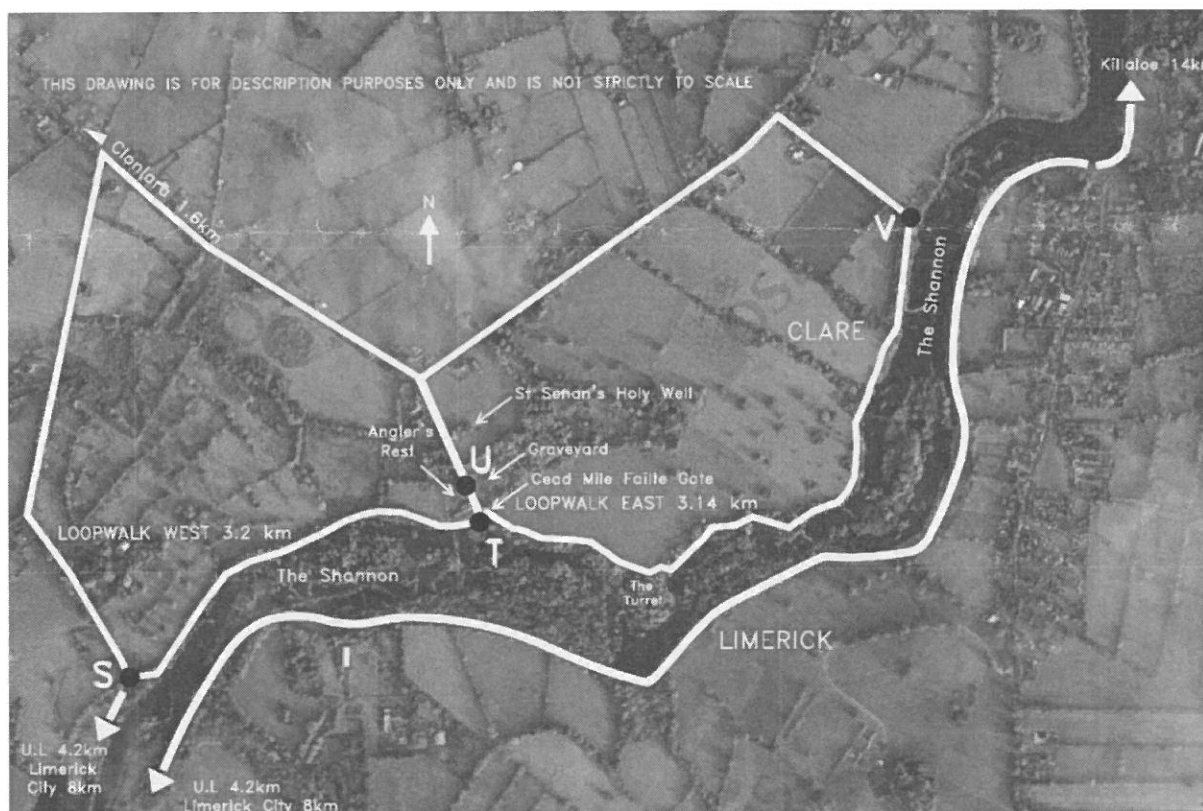 Killaloe 14km
THIS DRAWING IS FOR DESCRIPTION PURPOSES ONLY AND IS NOT STRICTLY TO SCALE
Clonlara 1.6km
N
V
The Shannon
CLARE
St Senan's Holy Well
Angler's
Rest
U
Graveyard
Cead Mile Failte Gate
LOOPWALK EAST 3.14 km
LOOPWALK WEST 3.2 km
T
The Shannon
The
Turret
LIMERICK
S
U.L 4.2km
Limerick
City 8km
U.L 4.2km
Limerick City 8km